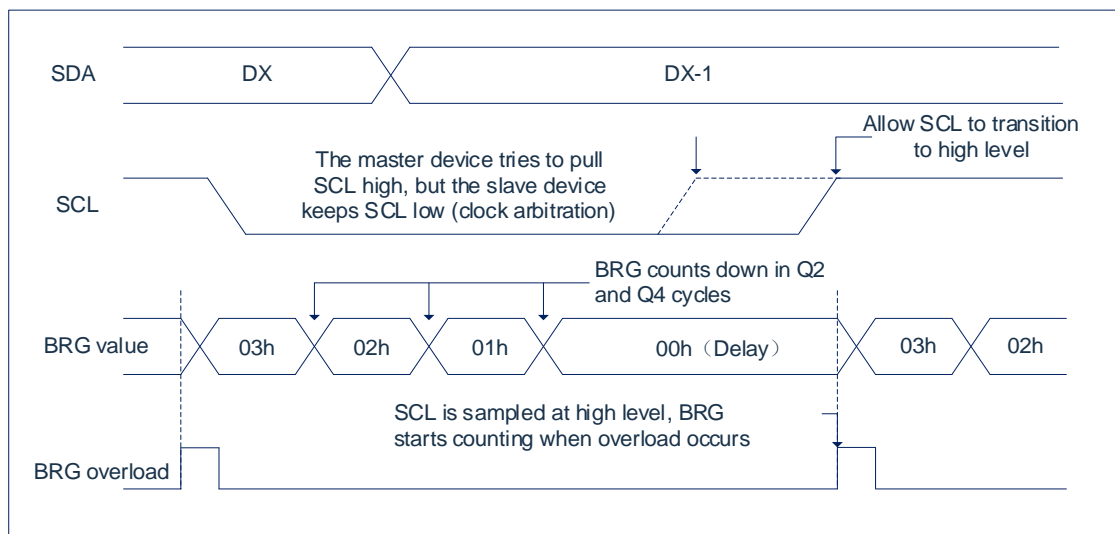 SDA
DX
DX-1
Allow SCL to transition
to high level
The master device tries to pull
SCL high, but the slave device
keeps SCL low (clock arbitration)
SCL
BRG counts down in Q2
and Q4 cycles
BRG value
03h
02h
01h
00h（Delay）
03h
02h
SCL is sampled at high level, BRG
starts counting when overload occurs
BRG overload